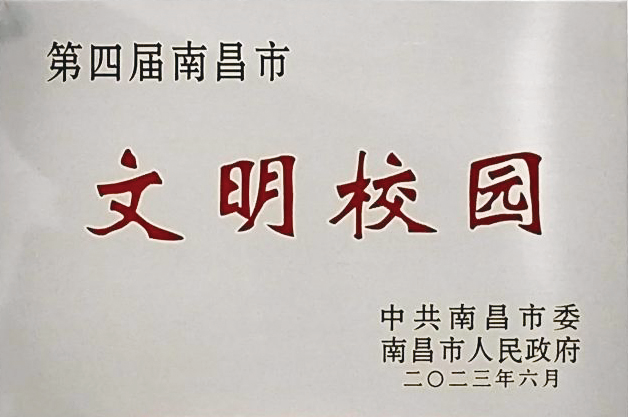 第四届南昌市
文明校园
中共南昌市委
南昌市人民政府
二〇二三年六月